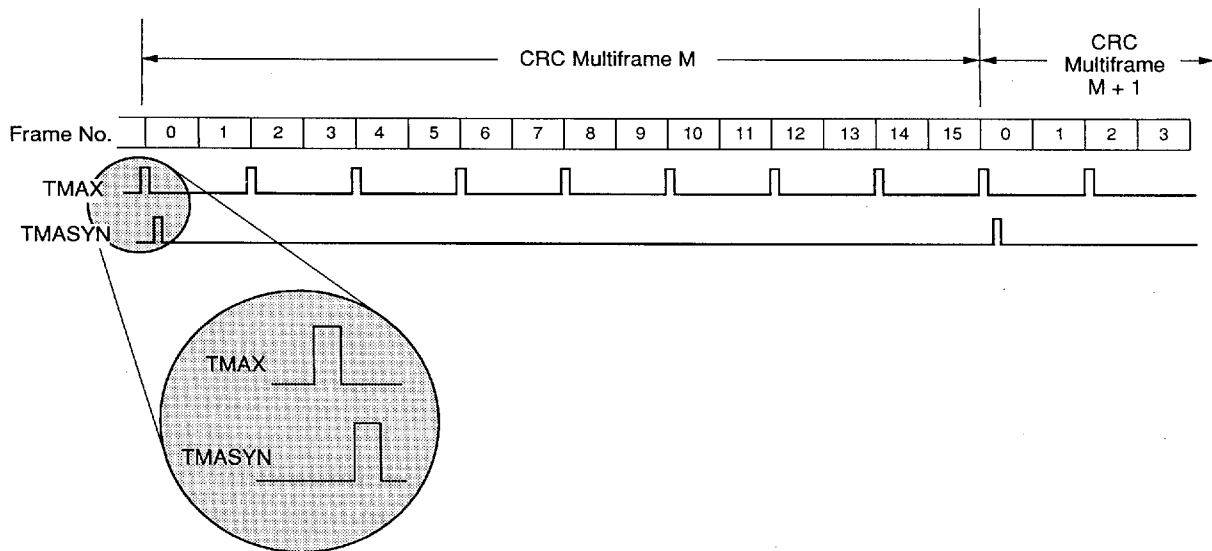 CRC Multiframe M
CRC
Multiframe
M + 1
Frame No. 0 1 2 3 4 5 6 7 8 9 10 11 12 13 14 15 0 1 2 3
TMAX
TMASYN
TMAX
TMASYN